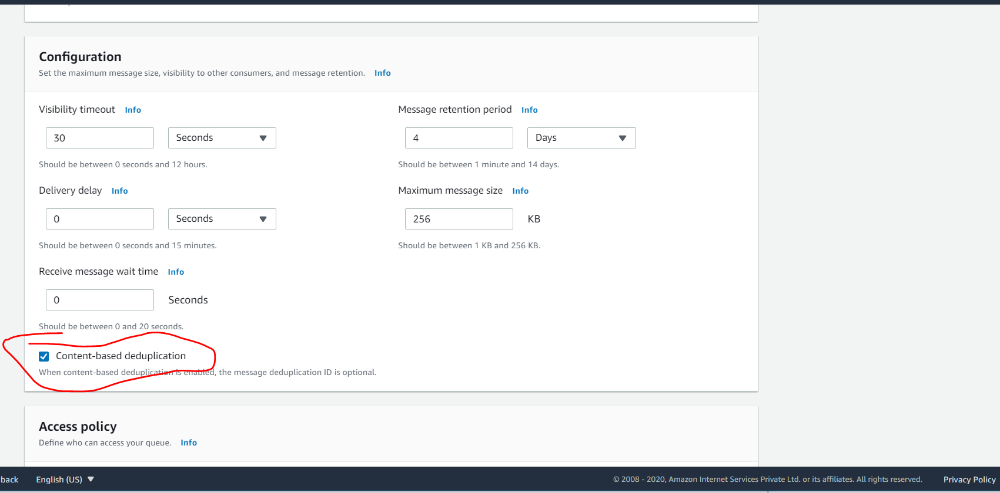 Configuration
Set the maximum message size, visibility to other consumers, and message retention. Info
Visibility timeout Info
Message retention period Info
30 Seconds
4 Days
Should be between 0 seconds and 12 hours.
Should be between 1 minute and 14 days.
Delivery delay Info
Maximum message size Info
0 Seconds
256 KB
Should be between 0 seconds and 15 minutes.
Should be between 1 KB and 256 KB.
Receive message wait time Info
0 Seconds
Should be between 0 and 20 seconds.
Content-based deduplication
When content-based deduplication is enabled, the message deduplication ID is optional.
Access policy
Define who can access your queue. Info
back English (US) © 2008 - 2020, Amazon Internet Services Private Ltd. or its affiliates. All rights reserved. Privacy Policy